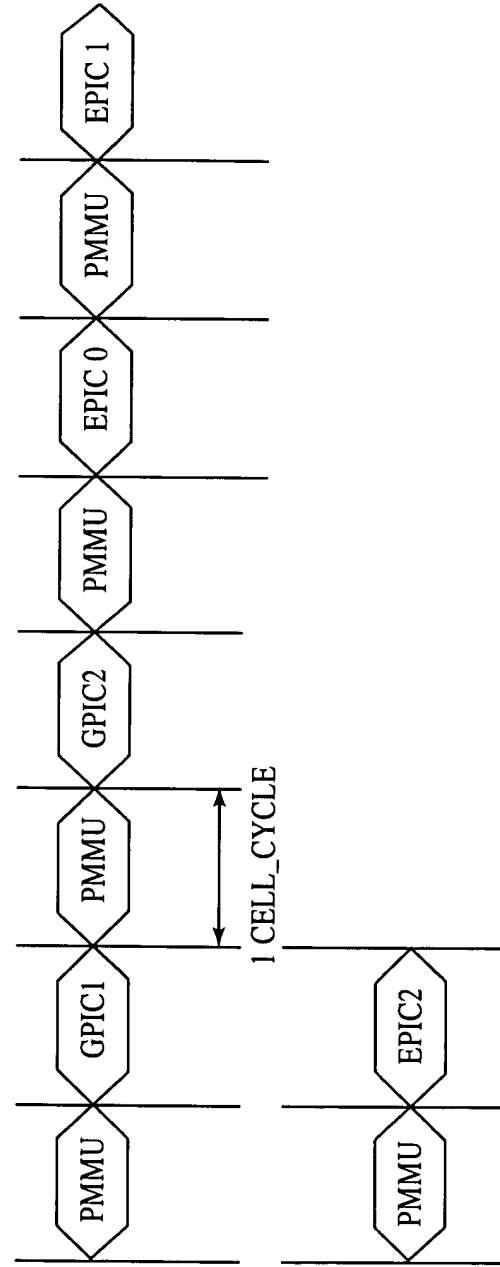 PMMU
GPIC1
PMMU
GPIC2
PMMU
EPIC 0
PMMU
EPIC 1
1 CELL_CYCLE
PMMU
EPIC2